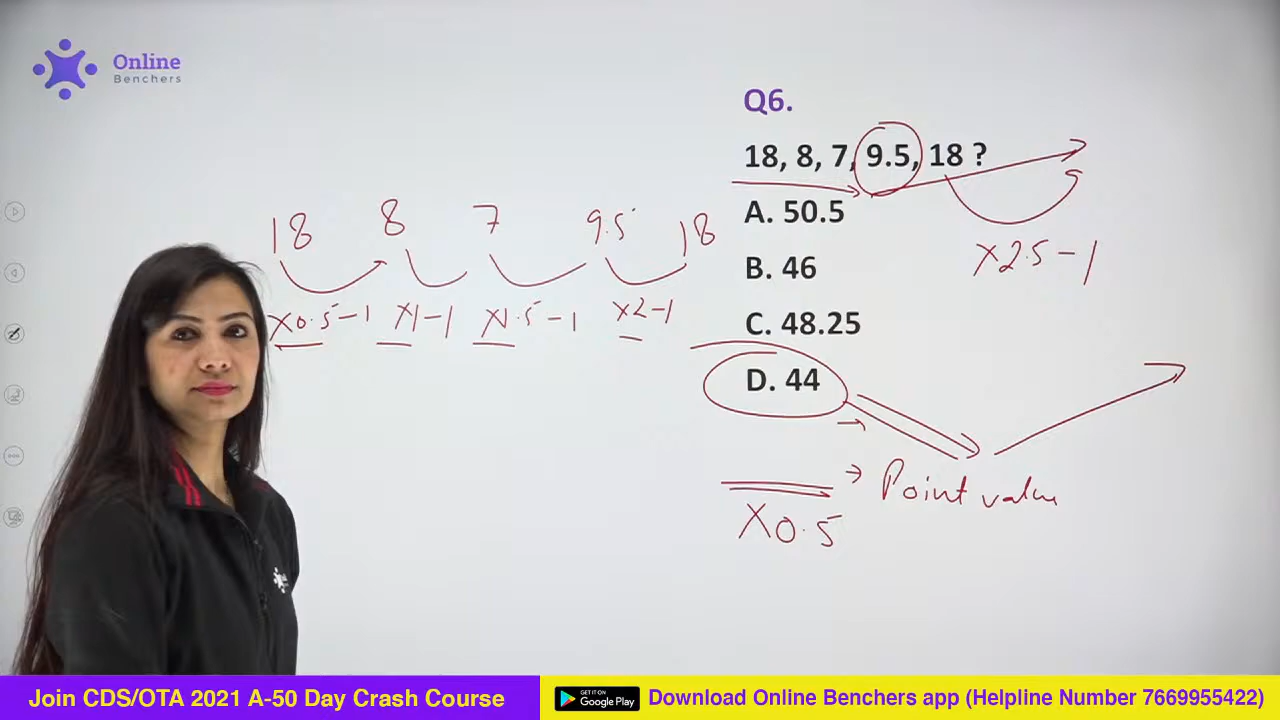 Online
Benchers
Q6.
18, 8, 7, 9.5, 18 ?
A. 50.5
B. 46
C. 48.25
D. 44
18 8 7 9.5 18
×0.5-1 ×1-1 ×1.5-1 ×2-1
×2.5-1
→ Point value
×0.5
Join CDS/OTA 2021 A-50 Day Crash Course
GET IT ON
Google Play
Download Online Benchers app (Helpline Number 7669955422)